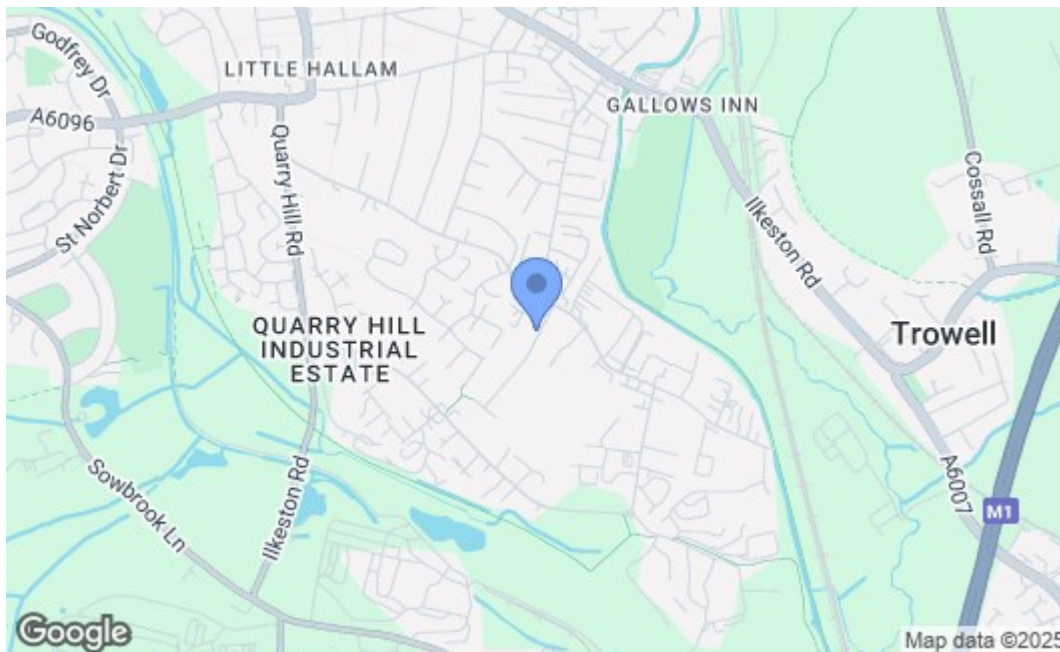 Godfrey Dr
LITTLE HALLAM
A6096
GALLOWS INN
Quarry Hill Rd
St Norbert Dr
Cossall Rd
Ilkeston Rd
QUARRY HILL
INDUSTRIAL
ESTATE
Trowell
Sowbrook Ln
Ilkeston Rd
A6007
M1
Google
Map data ©2025